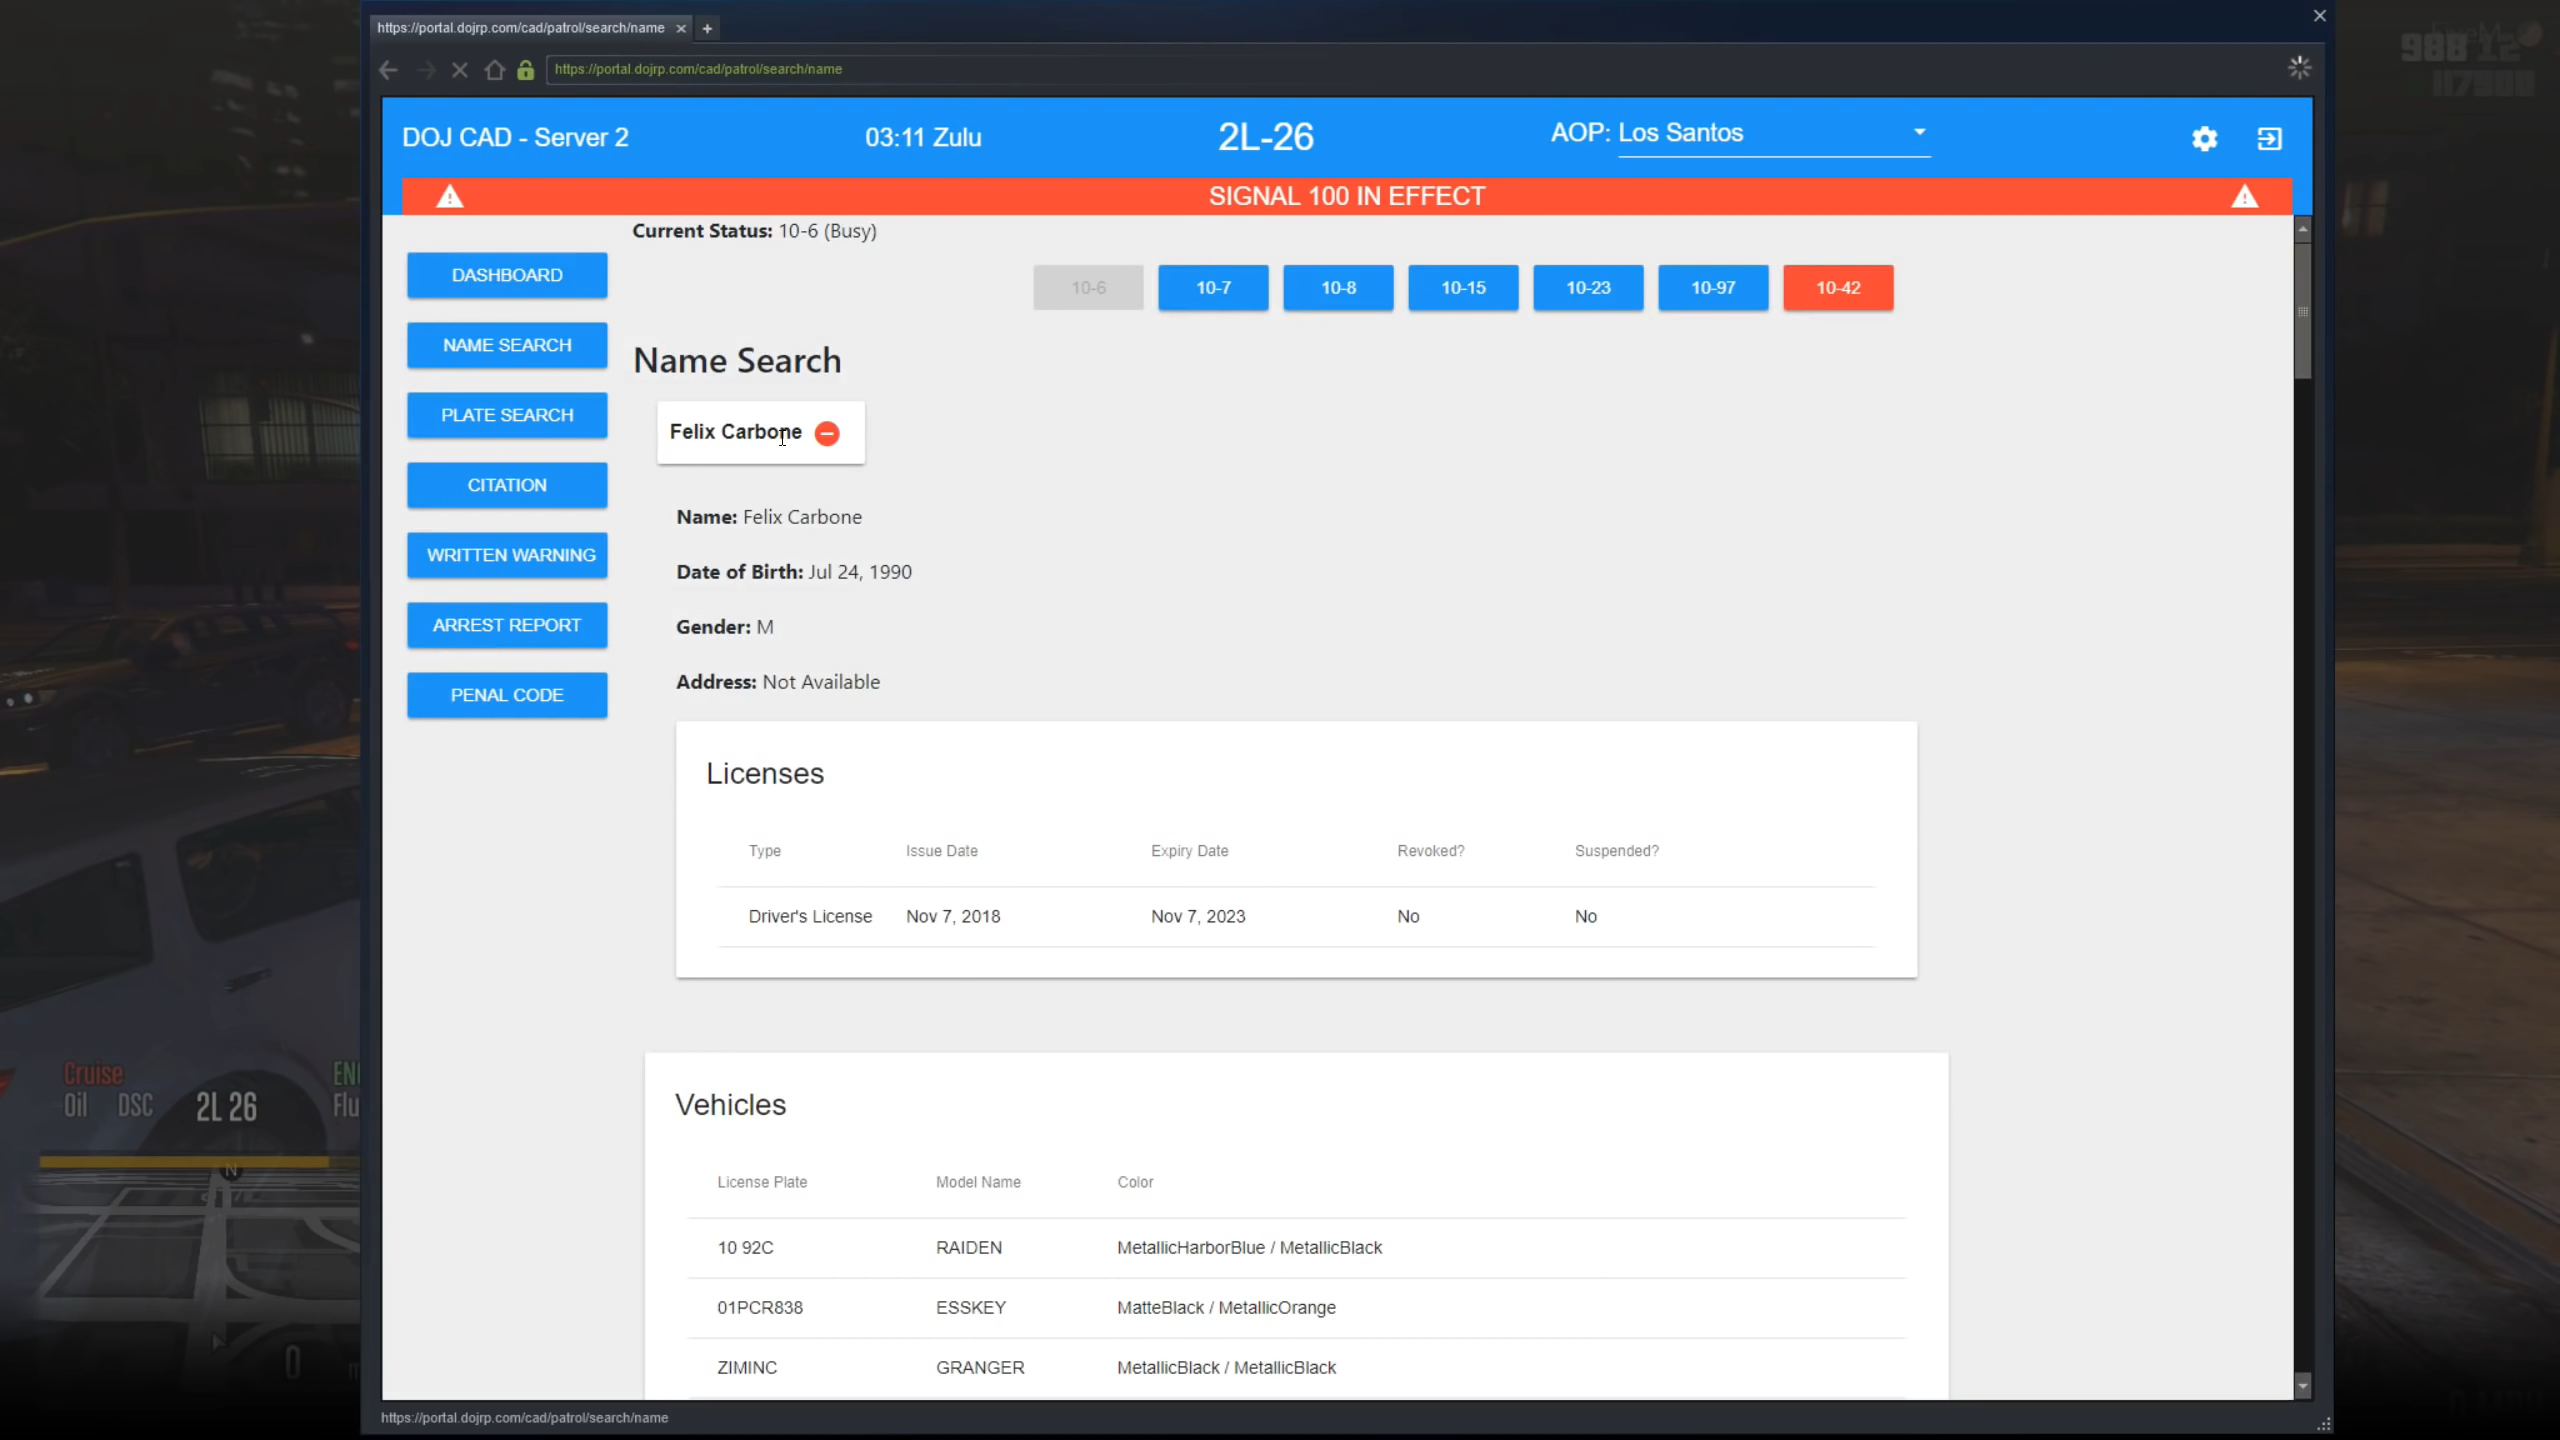 https://portal.dojrp.com/cad/patrol/search/name
https://portal.dojrp.com/cad/patrol/search/name
DOJ CAD - Server 2
03:11 Zulu
2L-26
AOP: Los Santos
SIGNAL 100 IN EFFECT
Current Status: 10-6 (Busy)
10-6 10-7 10-8 10-15 10-23 10-97 10-42
DASHBOARD
NAME SEARCH
PLATE SEARCH
CITATION
WRITTEN WARNING
ARREST REPORT
PENAL CODE
Name Search
Felix Carbone
Name: Felix Carbone
Date of Birth: Jul 24, 1990
Gender: M
Address: Not Available
Licenses
Type Issue Date Expiry Date Revoked? Suspended?
Driver's License Nov 7, 2018 Nov 7, 2023 No No
Vehicles
License Plate Model Name Color
10 92C RAIDEN MetallicHarborBlue / MetallicBlack
01PCR838 ESSKEY MatteBlack / MetallicOrange
ZIMINC GRANGER MetallicBlack / MetallicBlack
Cruise
Oil DSC 2L 26
N
0
https://portal.dojrp.com/cad/patrol/search/name